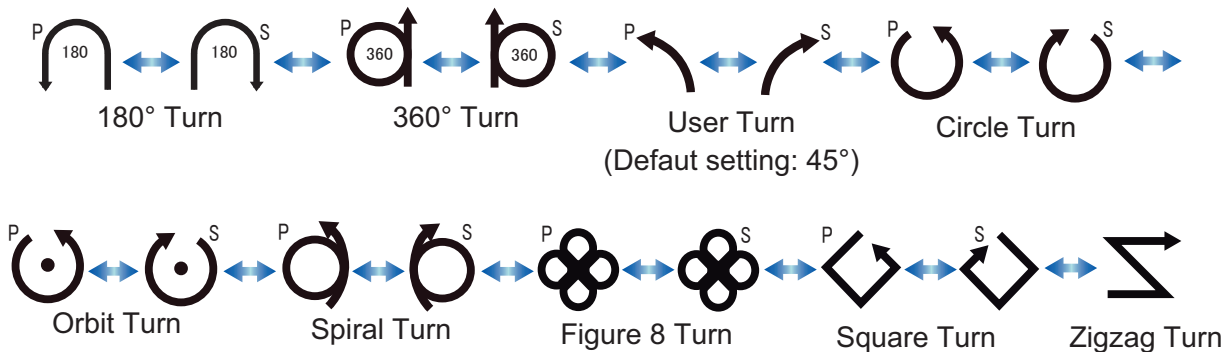 P 180 180 S P 360 360 S P S P S
180° Turn 360° Turn User Turn Circle Turn
(Defaut setting: 45°)
P S P S P S P S
Orbit Turn Spiral Turn Figure 8 Turn Square Turn Zigzag Turn